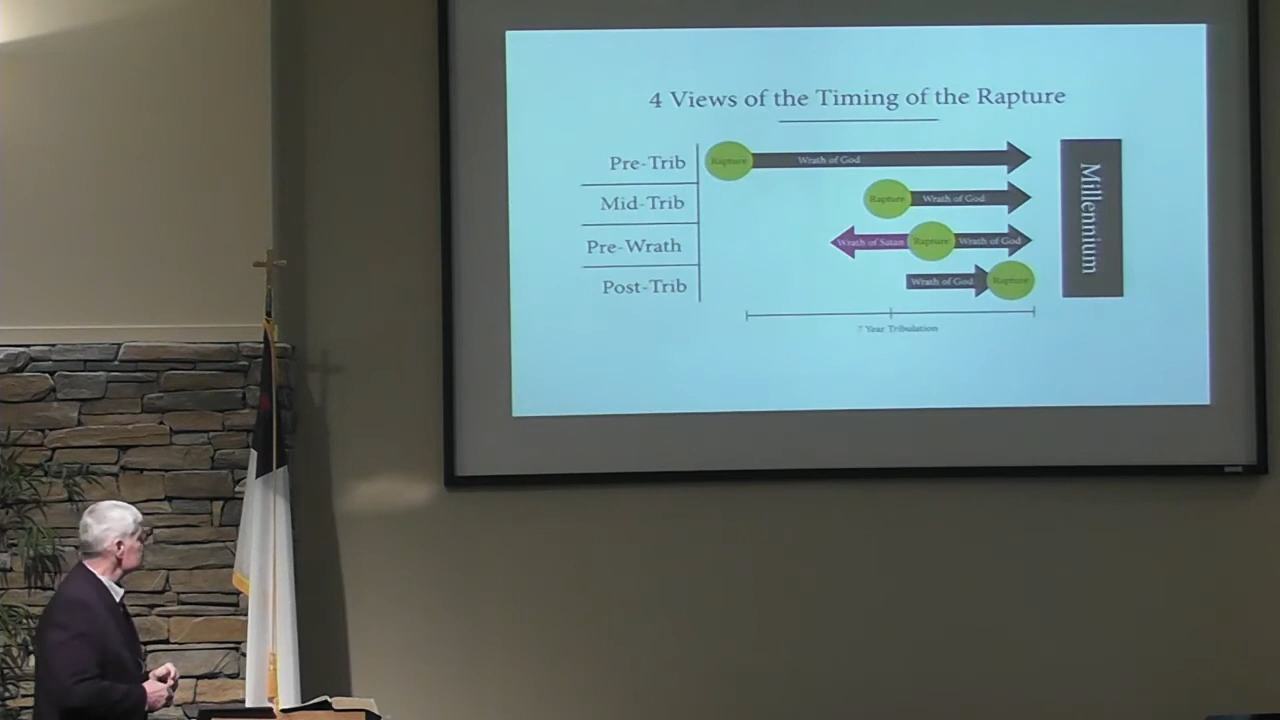 4 Views of the Timing of the Rapture
Pre-Trib Rapture Wrath of God
Mid-Trib Rapture Wrath of God
Pre-Wrath Wrath of Satan Rapture Wrath of God
Post-Trib Wrath of God Rapture
7 Year Tribulation
Millennium